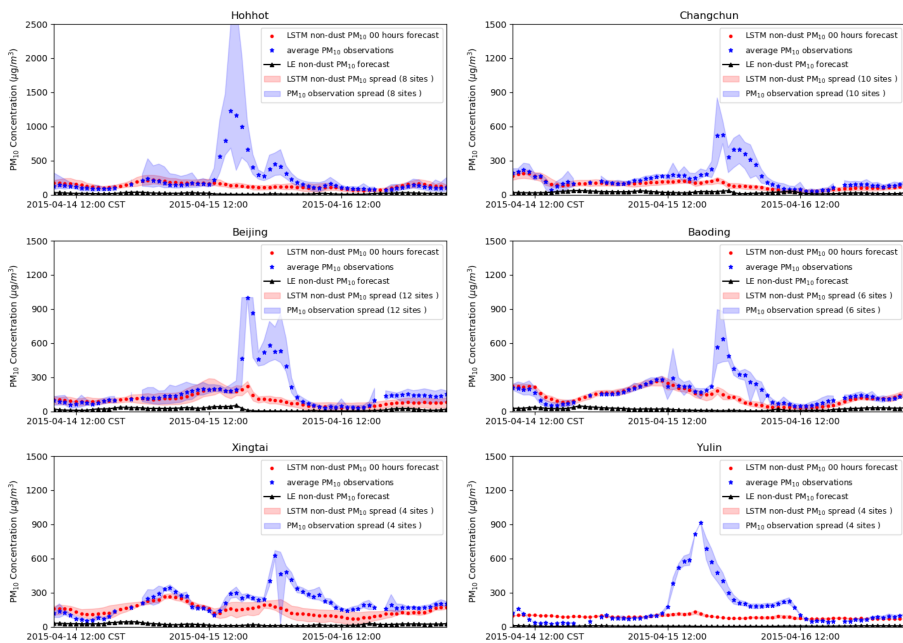 Hohhot
PM10 Concentration (μg/m³)
2500
2000
1500
1000
500
0
LSTM non-dust PM10 00 hours forecast
average PM10 observations
LE non-dust PM10 forecast
LSTM non-dust PM10 spread (8 sites )
PM10 observation spread (8 sites )
2015-04-14 12:00 CST
2015-04-15 12:00
2015-04-16 12:00
Changchun
PM10 Concentration (μg/m³)
1500
1200
900
600
300
0
LSTM non-dust PM10 00 hours forecast
average PM10 observations
LE non-dust PM10 forecast
LSTM non-dust PM10 spread (10 sites )
PM10 observation spread (10 sites )
2015-04-14 12:00 CST
2015-04-15 12:00
2015-04-16 12:00
Beijing
PM10 Concentration (μg/m³)
1500
1200
900
600
300
0
LSTM non-dust PM10 00 hours forecast
average PM10 observations
LE non-dust PM10 forecast
LSTM non-dust PM10 spread (12 sites )
PM10 observation spread (12 sites )
2015-04-14 12:00 CST
2015-04-15 12:00
2015-04-16 12:00
Baoding
PM10 Concentration (μg/m³)
1500
1200
900
600
300
0
LSTM non-dust PM10 00 hours forecast
average PM10 observations
LE non-dust PM10 forecast
LSTM non-dust PM10 spread (6 sites )
PM10 observation spread (6 sites )
2015-04-14 12:00 CST
2015-04-15 12:00
2015-04-16 12:00
Xingtai
PM10 Concentration (μg/m³)
1500
1200
900
600
300
0
LSTM non-dust PM10 00 hours forecast
average PM10 observations
LE non-dust PM10 forecast
LSTM non-dust PM10 spread (4 sites )
PM10 observation spread (4 sites )
2015-04-14 12:00 CST
2015-04-15 12:00
2015-04-16 12:00
Yulin
PM10 Concentration (μg/m³)
1500
1200
900
600
300
0
LSTM non-dust PM10 00 hours forecast
average PM10 observations
LE non-dust PM10 forecast
LSTM non-dust PM10 spread (4 sites )
PM10 observation spread (4 sites )
2015-04-14 12:00 CST
2015-04-15 12:00
2015-04-16 12:00